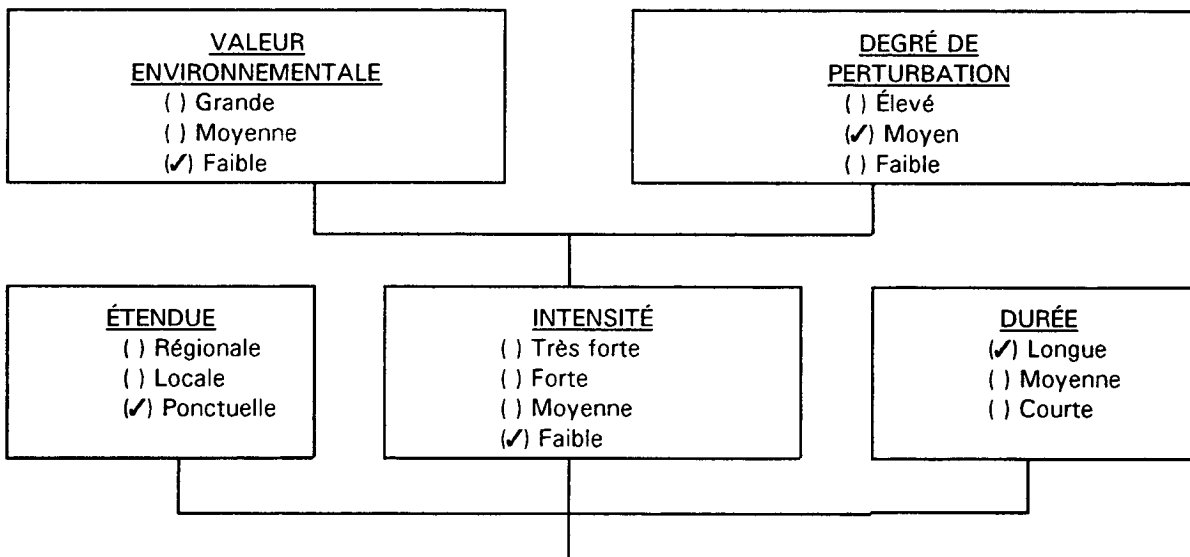 VALEUR
ENVIRONNEMENTALE
( ) Grande
( ) Moyenne
(✓) Faible
DEGRÉ DE
PERTURBATION
( ) Élevé
(✓) Moyen
( ) Faible
ÉTENDUE
( ) Régionale
( ) Locale
(✓) Ponctuelle
INTENSITÉ
( ) Très forte
( ) Forte
( ) Moyenne
(✓) Faible
DURÉE
(✓) Longue
( ) Moyenne
( ) Courte